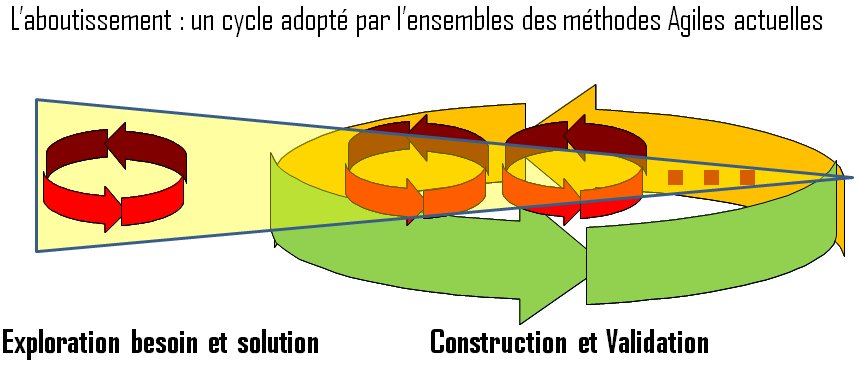 L'aboutissement : un cycle adopté par l'ensembles des méthodes Agiles actuelles
Exploration besoin et solution
Construction et Validation